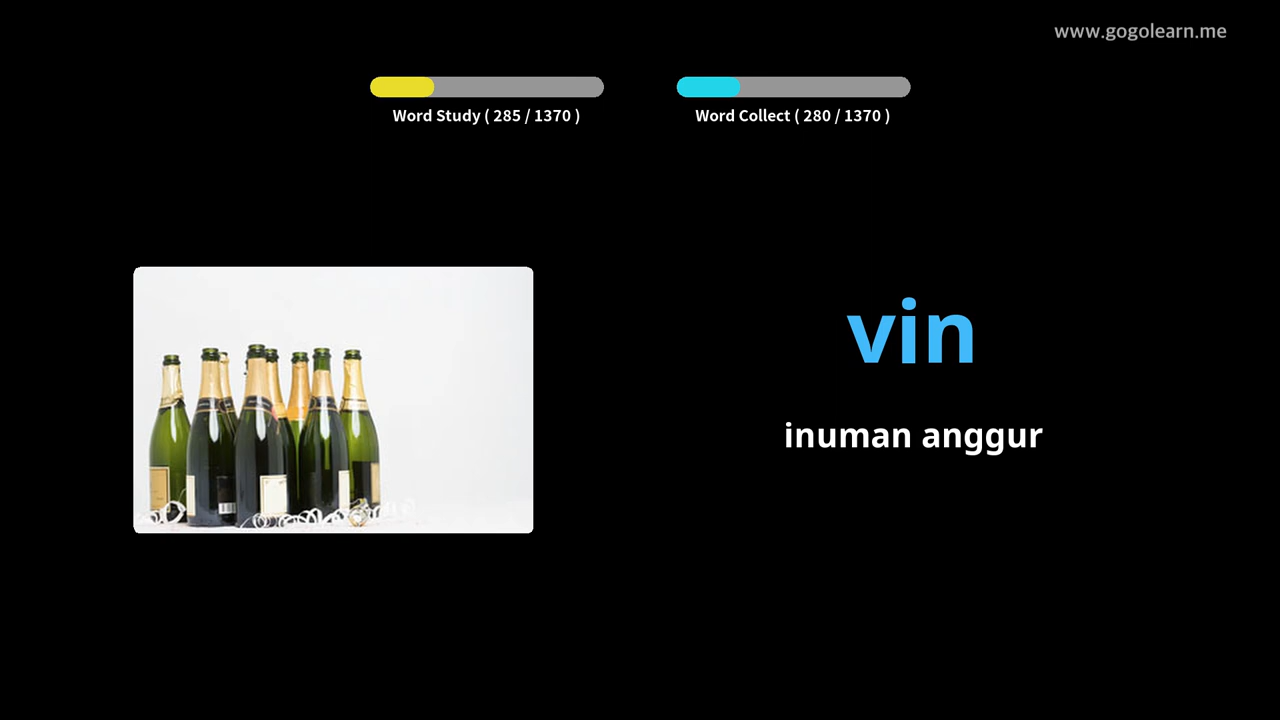 www.gogolearn.me
Word Study ( 285 / 1370 )
Word Collect ( 280 / 1370 )
vin
inuman anggur